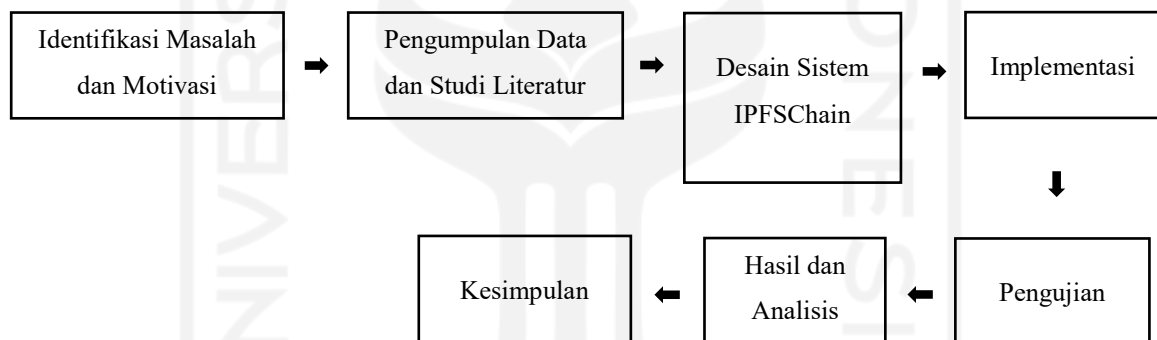 Identifikasi Masalah
dan Motivasi
Pengumpulan Data
dan Studi Literatur
Desain Sistem
IPFSChain
Implementasi
Pengujian
Hasil dan
Analisis
Kesimpulan